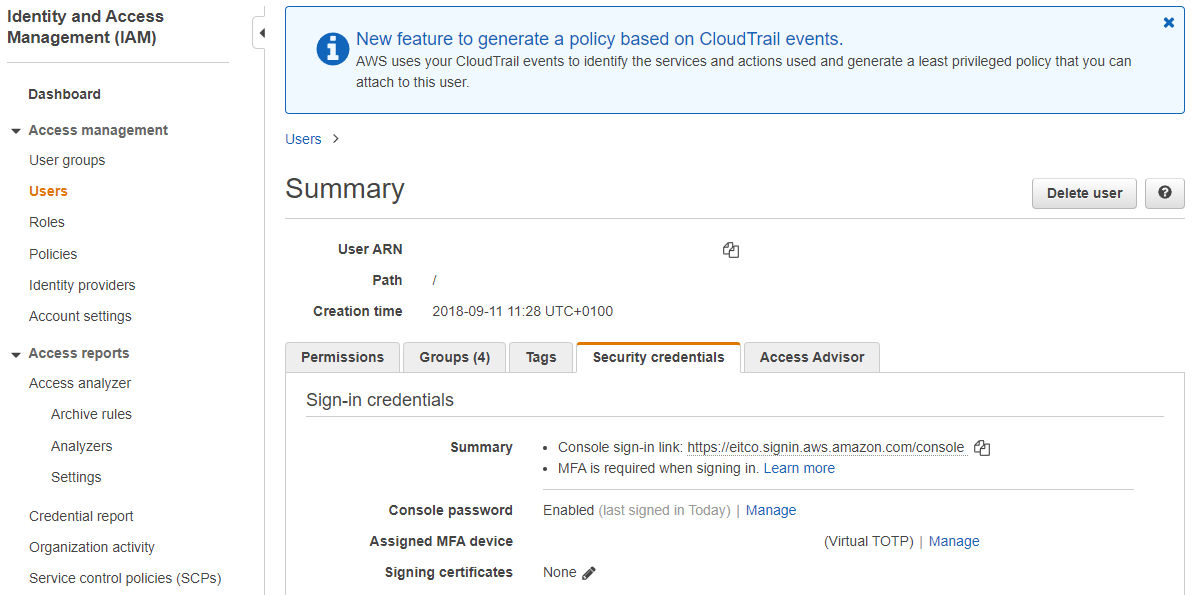 Identity and Access
Management (IAM)
Dashboard
Access management
User groups
Users
Roles
Policies
Identity providers
Account settings
Access reports
Access analyzer
Archive rules
Analyzers
Settings
Credential report
Organization activity
Service control policies (SCPs)
New feature to generate a policy based on CloudTrail events.
AWS uses your CloudTrail events to identify the services and actions used and generate a least privileged policy that you can
attach to this user.
Users >
Summary
Delete user
?
User ARN
Path /
Creation time 2018-09-11 11:28 UTC+0100
Permissions Groups (4) Tags Security credentials Access Advisor
Sign-in credentials
Summary • Console sign-in link: https://eitco.signin.aws.amazon.com/console
• MFA is required when signing in. Learn more
Console password Enabled (last signed in Today) | Manage
Assigned MFA device (Virtual TOTP) | Manage
Signing certificates None